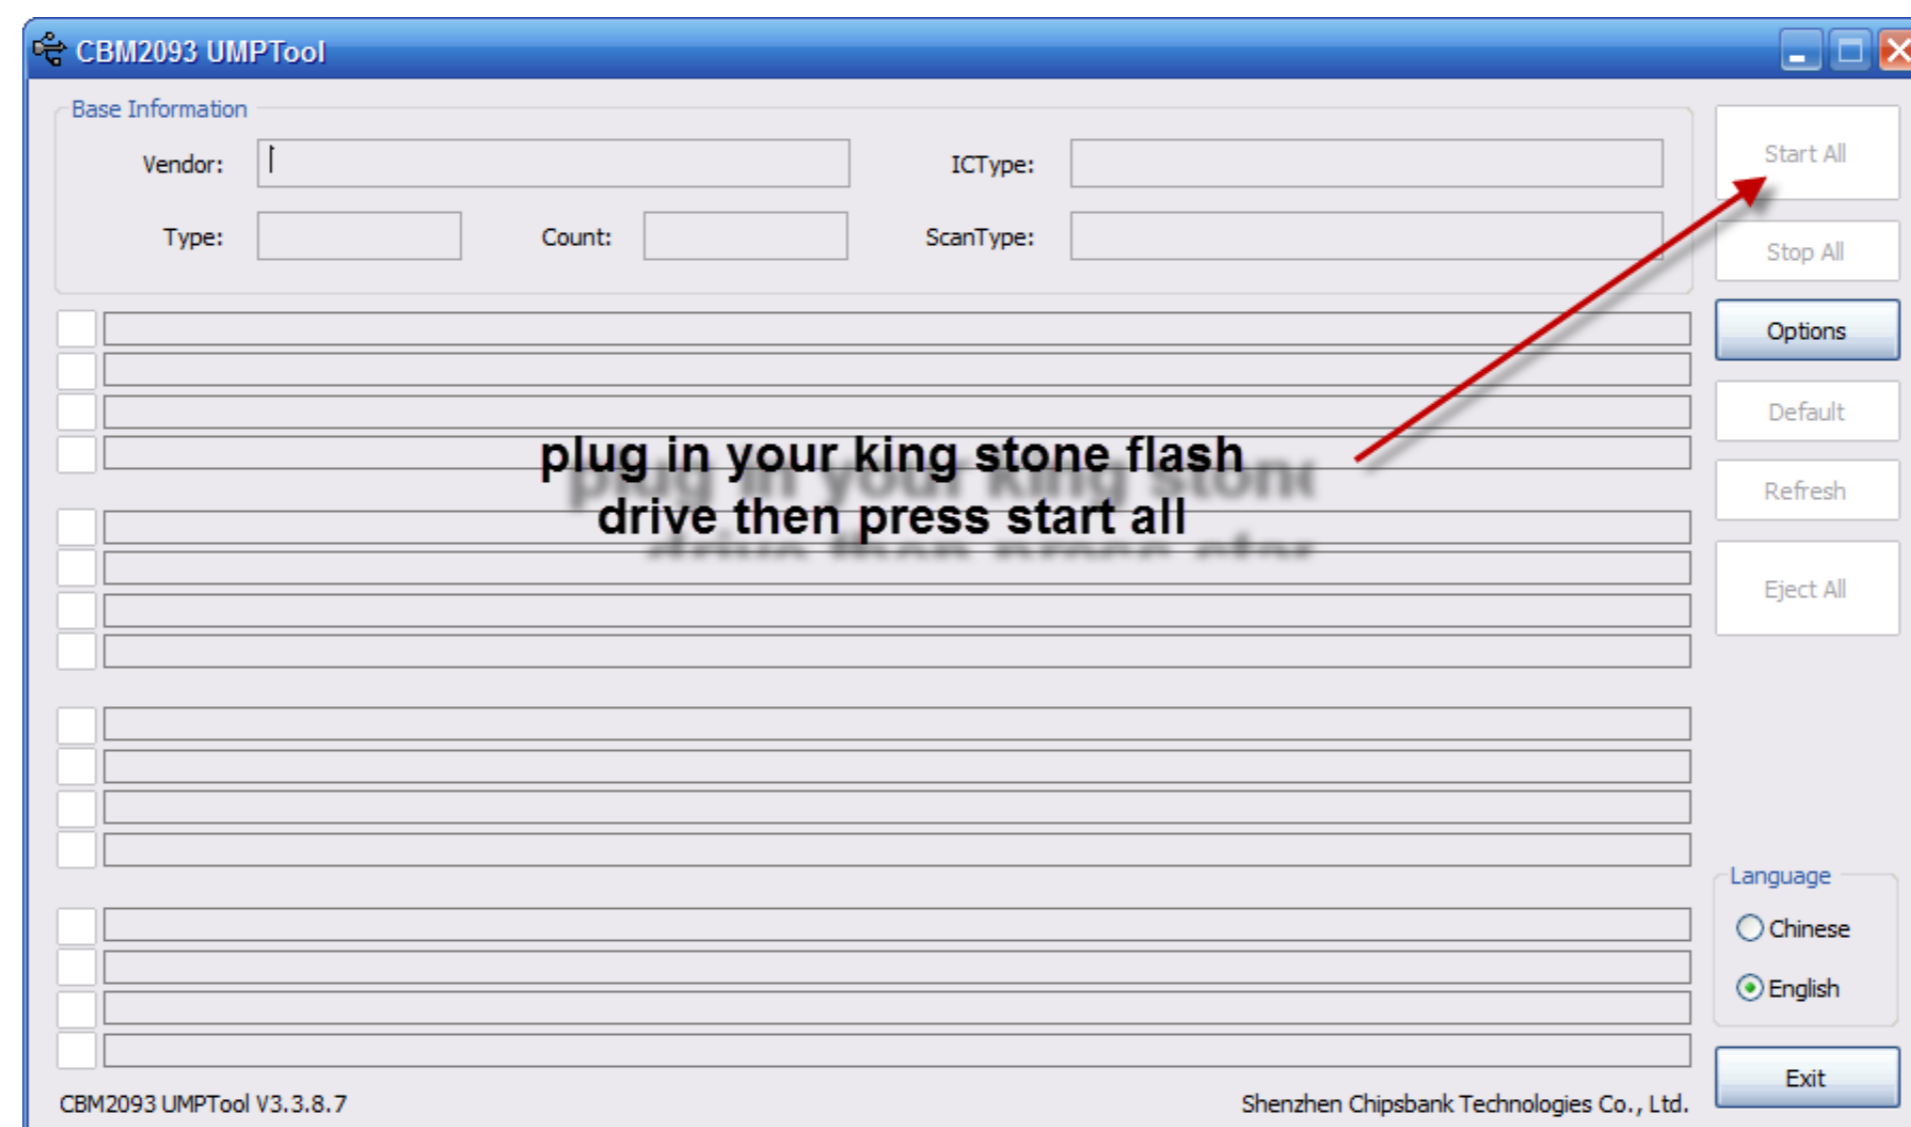 CBM2093 UMPTool
Base Information
Vendor:
ICType:
Start All
Type:
Count:
ScanType:
Stop All
Options
Default
plug in your king stone flash
drive then press start all
Refresh
Eject All
Language
Chinese
English
Exit
CBM2093 UMPTool V3.3.8.7
Shenzhen Chipsbank Technologies Co., Ltd.